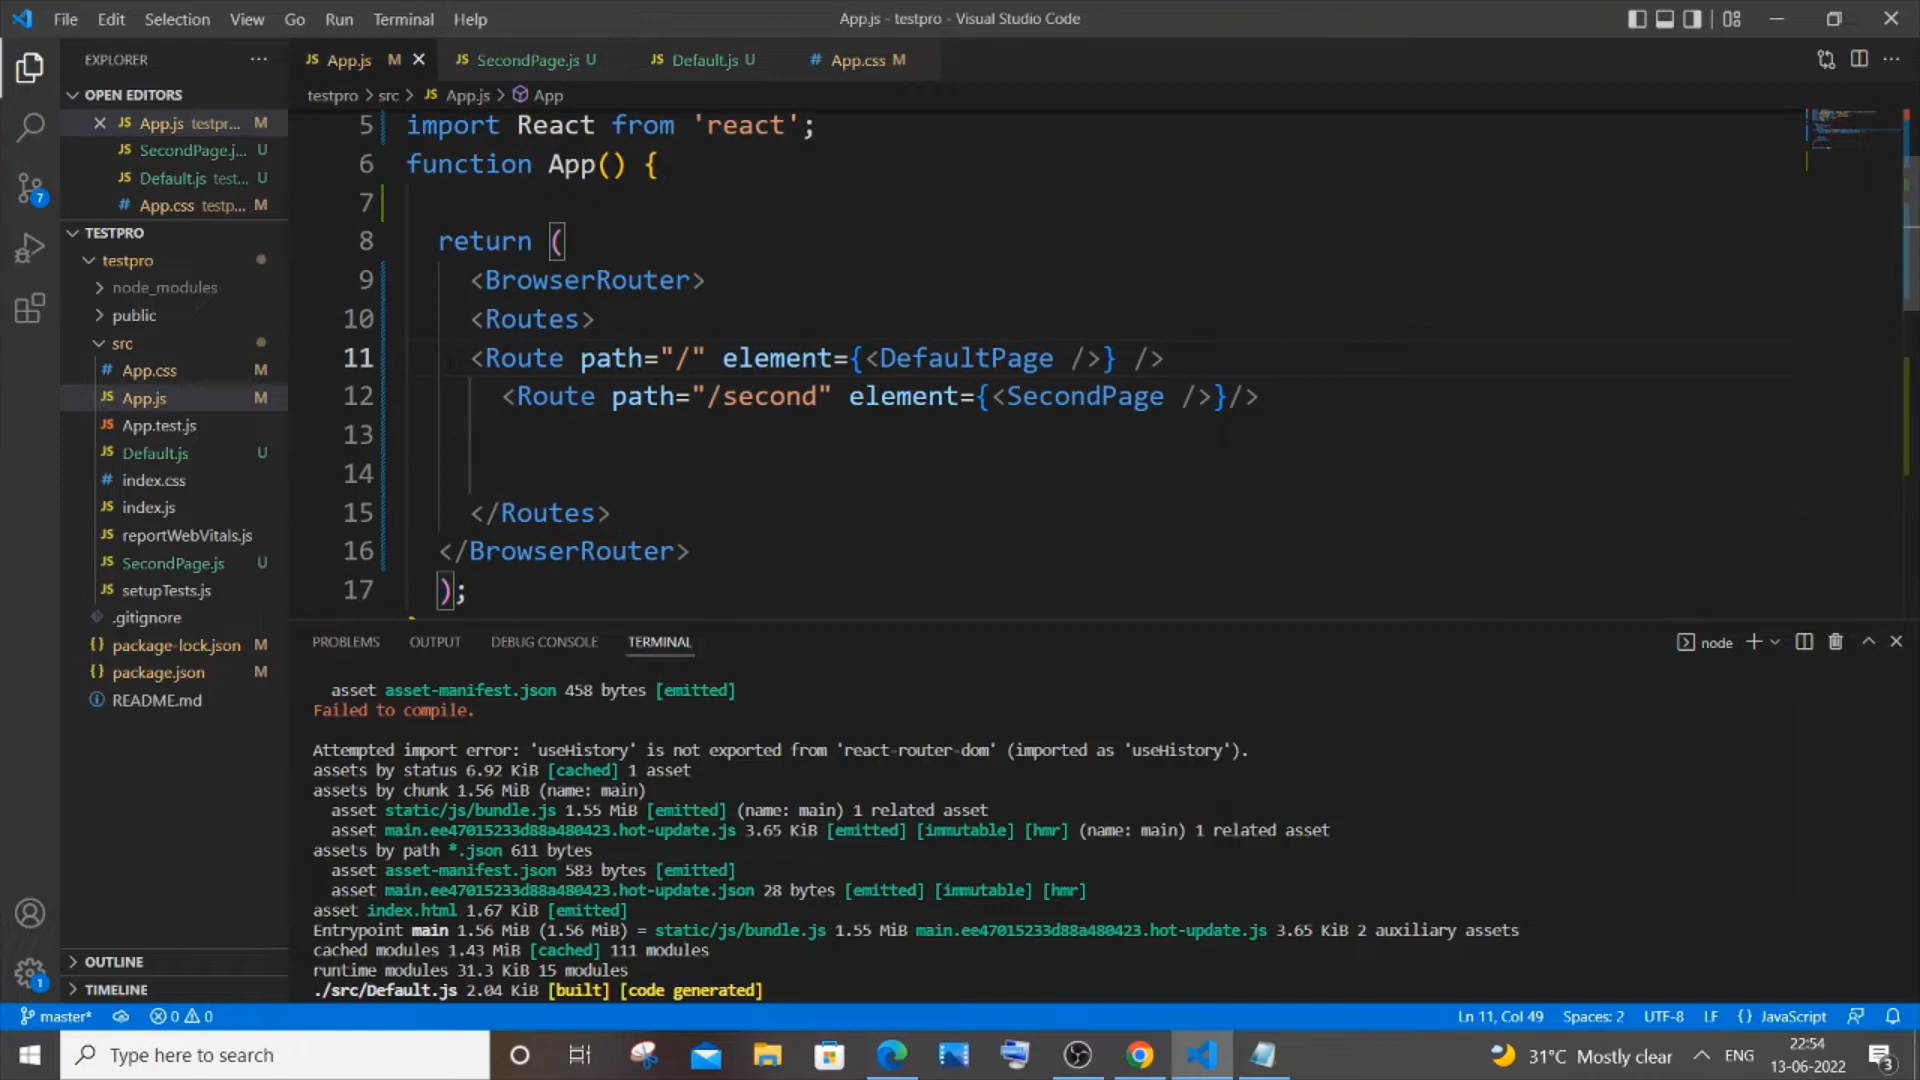 File Edit Selection View Go Run Terminal Help
App.js - testpro - Visual Studio Code
EXPLORER
OPEN EDITORS
App.js testpr... M
SecondPage.j... U
Default.js test... U
App.css testp... M
TESTPRO
testpro
node_modules
public
src
App.css M
App.js M
App.test.js
Default.js U
index.css
index.js
reportWebVitals.js
SecondPage.js U
setupTests.js
.gitignore
package-lock.json M
package.json M
README.md
OUTLINE
TIMELINE
7
1
JS App.js M
JS SecondPage.js U
JS Default.js U
# App.css M
testpro > src > JS App.js > App
5 import React from 'react';
6 function App() {
7
8 return (
9 <BrowserRouter>
10 <Routes>
11 <Route path="/" element={<DefaultPage />} />
12 <Route path="/second" element={<SecondPage />}/>
13
14
15 </Routes>
16 </BrowserRouter>
17 );
PROBLEMS OUTPUT DEBUG CONSOLE TERMINAL
node
asset asset-manifest.json 458 bytes [emitted]
Failed to compile.
Attempted import error: 'useHistory' is not exported from 'react-router-dom' (imported as 'useHistory').
assets by status 6.92 KiB [cached] 1 asset
assets by chunk 1.56 MiB (name: main)
asset static/js/bundle.js 1.55 MiB [emitted] (name: main) 1 related asset
asset main.ee47015233d88a480423.hot-update.js 3.65 KiB [emitted] [immutable] [hmr] (name: main) 1 related asset
assets by path *.json 611 bytes
asset asset-manifest.json 583 bytes [emitted]
asset main.ee47015233d88a480423.hot-update.json 28 bytes [emitted] [immutable] [hmr]
asset index.html 1.67 KiB [emitted]
Entrypoint main 1.56 MiB (1.56 MiB) = static/js/bundle.js 1.55 MiB main.ee47015233d88a480423.hot-update.js 3.65 KiB 2 auxiliary assets
cached modules 1.43 MiB [cached] 111 modules
runtime modules 31.3 KiB 15 modules
./src/Default.js 2.04 KiB [built] [code generated]
master* 0 0
Ln 11, Col 49 Spaces: 2 UTF-8 LF {} JavaScript
Type here to search
31°C Mostly clear
ENG
22:54
13-06-2022
3